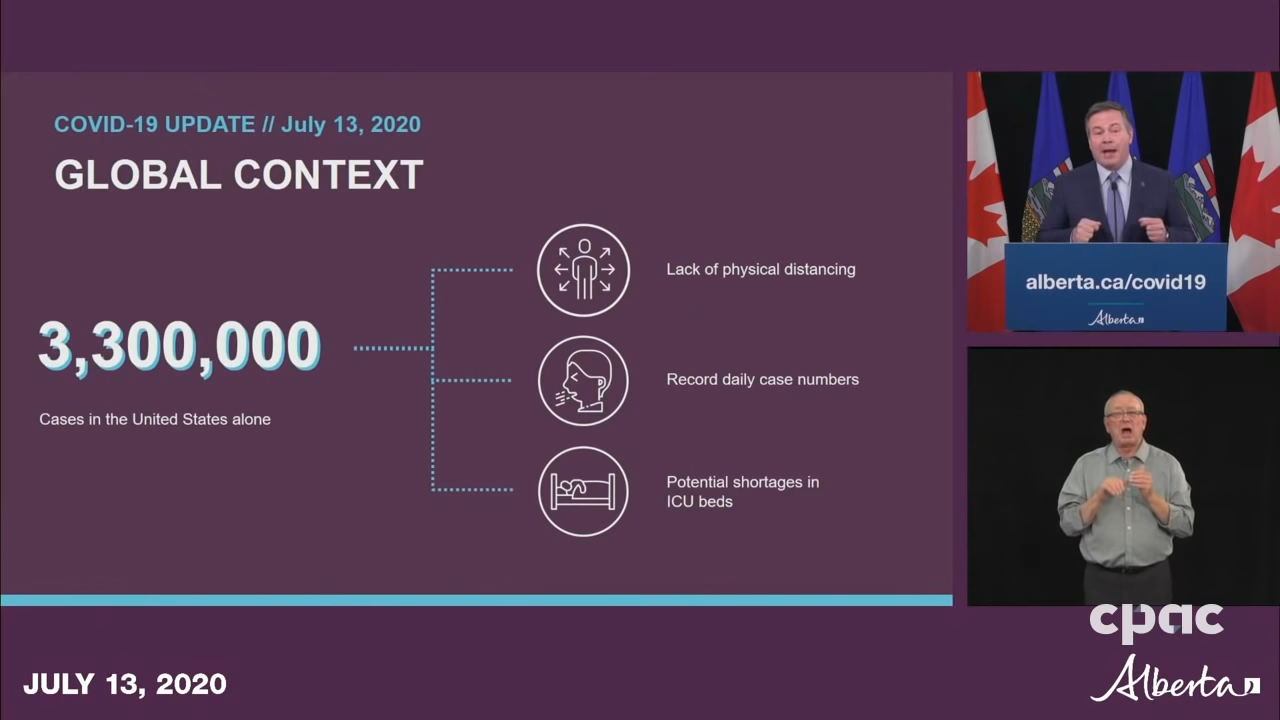 COVID-19 UPDATE // July 13, 2020
GLOBAL CONTEXT
3,300,000
Cases in the United States alone
Lack of physical distancing
Record daily case numbers
Potential shortages in
ICU beds
alberta.ca/covid19
Alberta
cpac
JULY 13, 2020
Alberta